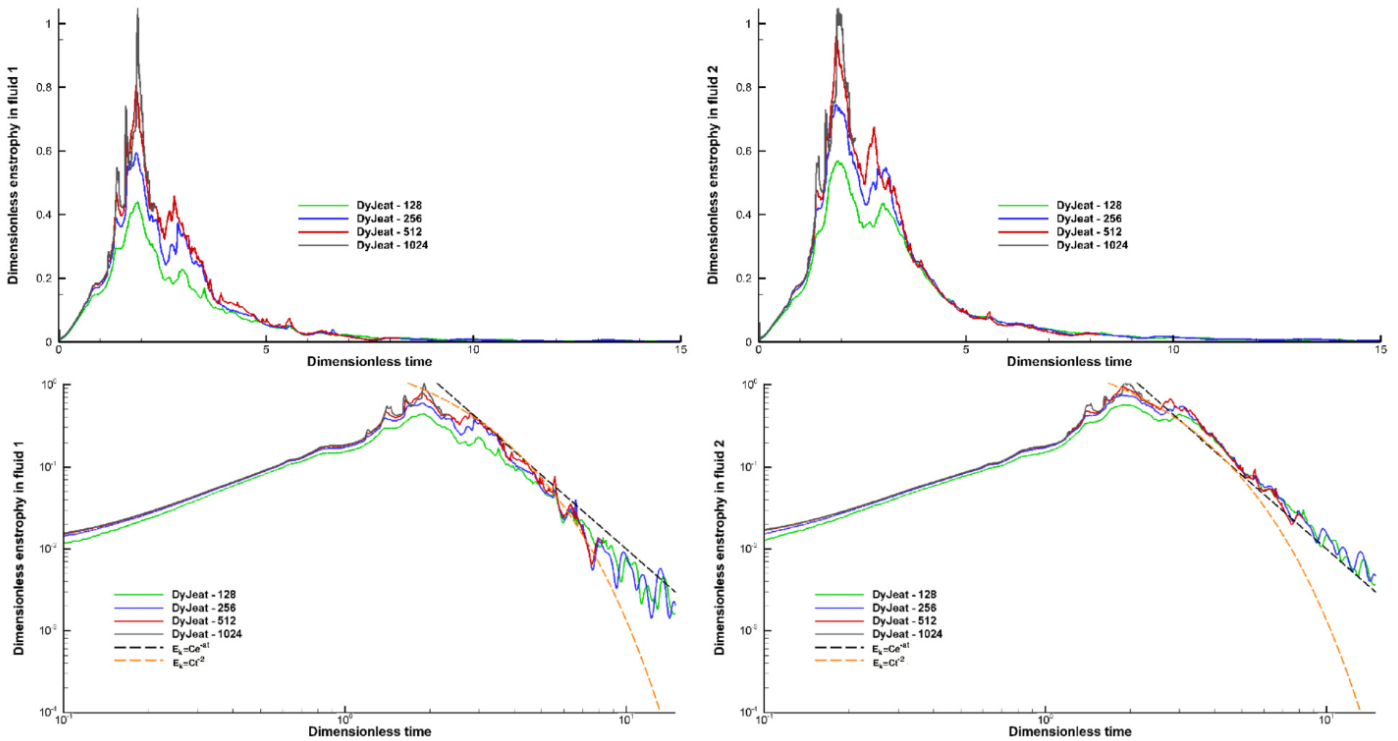 Dimensionless enstrophy in fluid 1
1
0.8
0.6
0.4
0.2
0
0
5
10
15
Dimensionless time
DyJeat - 128
DyJeat - 256
DyJeat - 512
DyJeat - 1024
Dimensionless enstrophy in fluid 2
1
0.8
0.6
0.4
0.2
0
0
5
10
15
Dimensionless time
DyJeat - 128
DyJeat - 256
DyJeat - 512
DyJeat - 1024
Dimensionless enstrophy in fluid 1
10⁰
10⁻¹
10⁻²
10⁻³
10⁻⁴
10⁻¹
10⁰
10¹
Dimensionless time
DyJeat - 128
DyJeat - 256
DyJeat - 512
DyJeat - 1024
Eₖ=Ce⁻ᵃᵗ
Eₖ=Ct⁻²
Dimensionless enstrophy in fluid 2
10⁰
10⁻¹
10⁻²
10⁻³
10⁻⁴
10⁻¹
10⁰
10¹
Dimensionless time
DyJeat - 128
DyJeat - 256
DyJeat - 512
DyJeat - 1024
Eₖ=Ce⁻ᵃᵗ
Eₖ=Ct⁻²